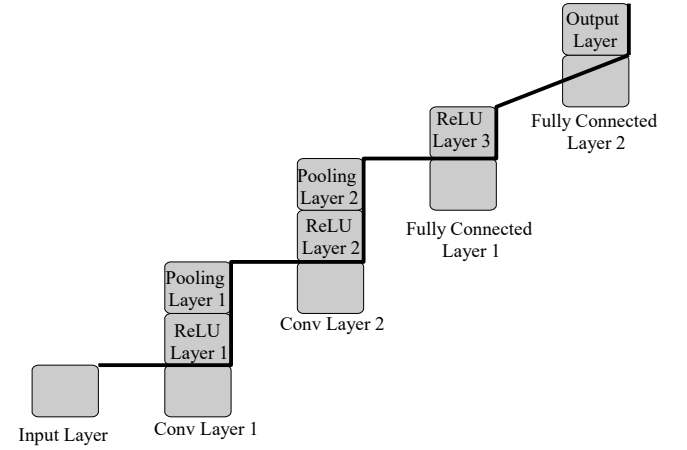 Output
Layer
Fully Connected
Layer 2
ReLU
Layer 3
Fully Connected
Layer 1
Pooling
Layer 2
ReLU
Layer 2
Conv Layer 2
Pooling
Layer 1
ReLU
Layer 1
Conv Layer 1
Input Layer